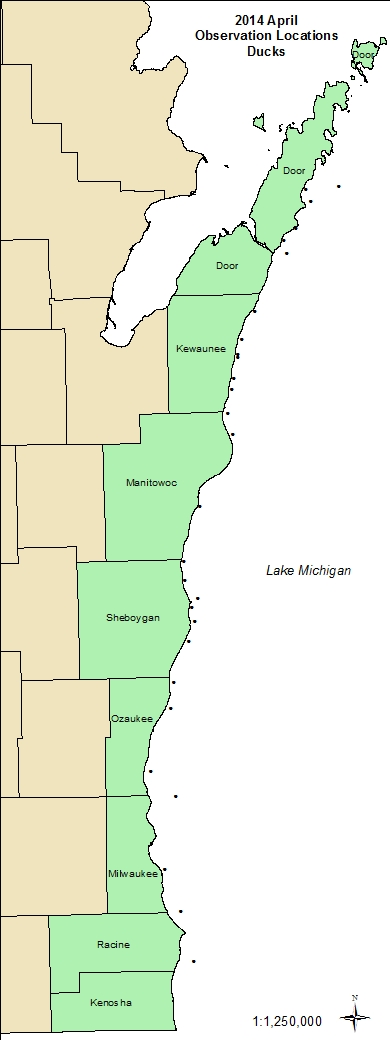 2014 April
Observation Locations
Ducks
Door
Door
Door
Kewaunee
Manitowoc
Lake Michigan
Sheboygan
Ozaukee
Milwaukee
Racine
Kenosha
N
1:1,250,000